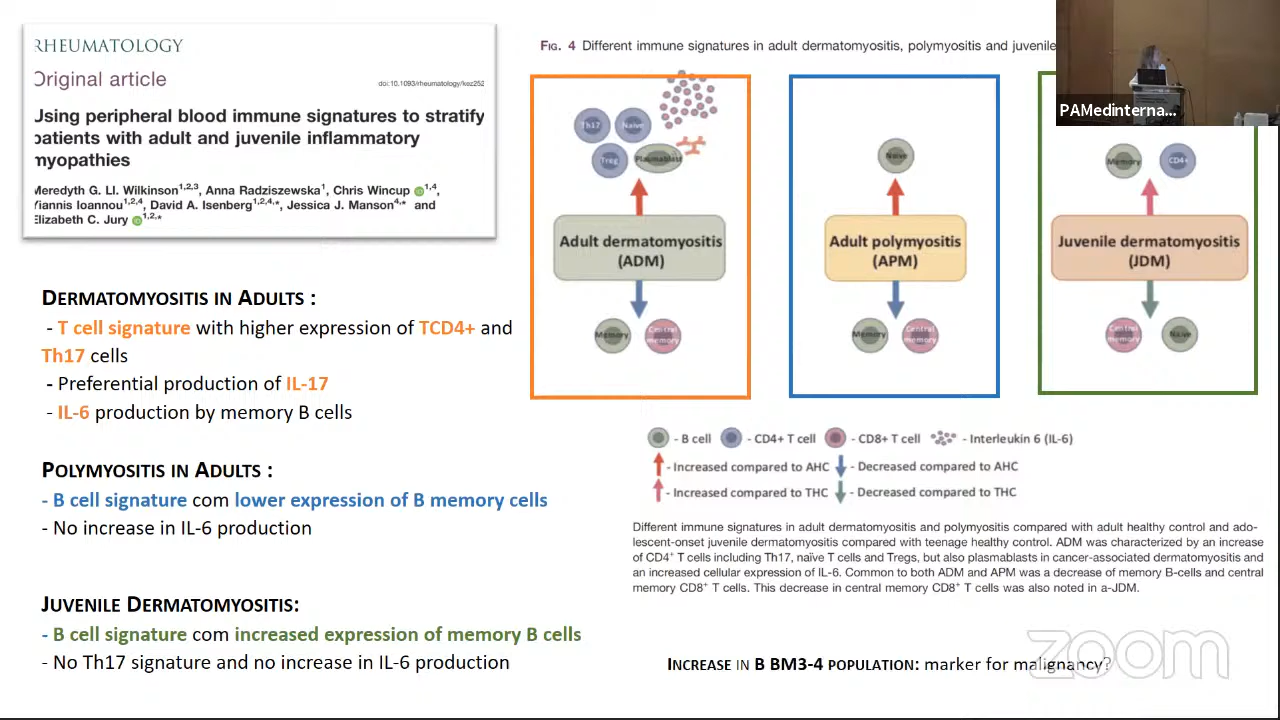 RHEUMATOLOGY
Original article
doi:10.1093/rheumatology/kez252
Using peripheral blood immune signatures to stratify
patients with adult and juvenile inflammatory
myopathies
Meredyth G. Ll. Wilkinson1,2,3, Anna Radziszewska1, Chris Wincup 1,4,
Yiannis Ioannou1,2,4, David A. Isenberg1,2,4,*, Jessica J. Manson4,* and
Elizabeth C. Jury 1,2,*
DERMATOMYOSITIS IN ADULTS :
- T cell signature with higher expression of TCD4+ and
Th17 cells
- Preferential production of IL-17
- IL-6 production by memory B cells
POLYMYOSITIS IN ADULTS :
- B cell signature com lower expression of B memory cells
- No increase in IL-6 production
JUVENILE DERMATOMYOSITIS:
- B cell signature com increased expression of memory B cells
- No Th17 signature and no increase in IL-6 production
FIG. 4 Different immune signatures in adult dermatomyositis, polymyositis and juvenile
PAMedinterna...
Th17
Naïve
Treg
Plasmablast
Adult dermatomyositis
(ADM)
Memory
Central
memory
Naïve
Adult polymyositis
(APM)
Memory
Central
memory
Memory
CD4+
Juvenile dermatomyositis
(JDM)
Central
memory
Naïve
- B cell - CD4+ T cell - CD8+ T cell - Interleukin 6 (IL-6)
- Increased compared to AHC - Decreased compared to AHC
- Increased compared to THC - Decreased compared to THC
Different immune signatures in adult dermatomyositis and polymyositis compared with adult healthy control and ado-
lescent-onset juvenile dermatomyositis compared with teenage healthy control. ADM was characterized by an increase
of CD4+ T cells including Th17, naïve T cells and Tregs, but also plasmablasts in cancer-associated dermatomyositis and
an increased cellular expression of IL-6. Common to both ADM and APM was a decrease of memory B-cells and central
memory CD8+ T cells. This decrease in central memory CD8+ T cells was also noted in a-JDM.
INCREASE IN B BM3-4 POPULATION: marker for malignancy?
zoom